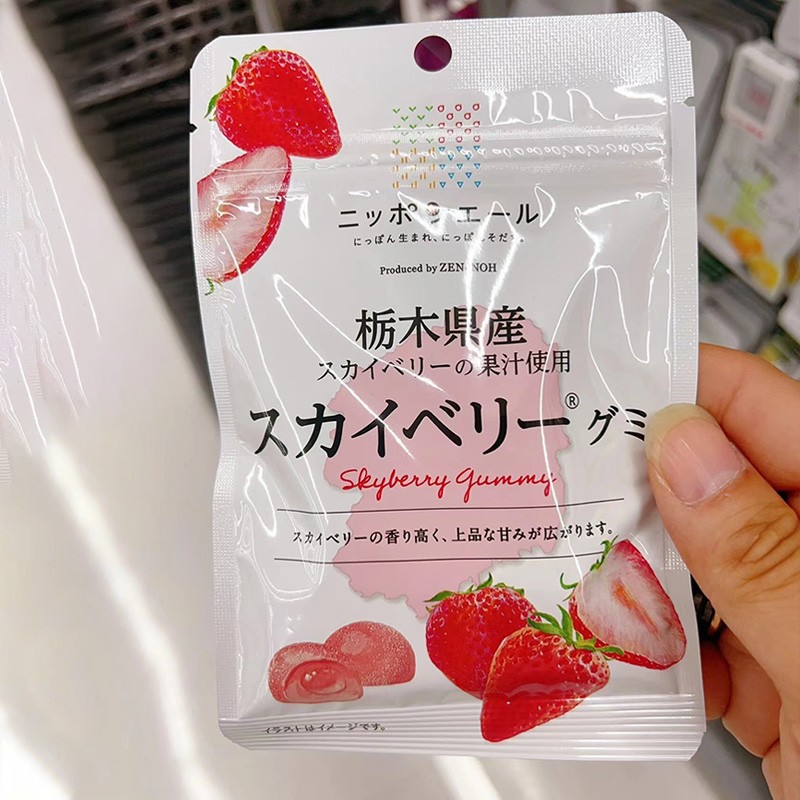 ニッポンエール
にっぽん生まれ、にっぽんそだち。
Produced by ZEN-NOH
栃木県産
スカイベリーの果汁使用
スカイベリー®グミ
Skyberry Gummy
スカイベリーの香り高く、上品な甘みが広がります。
イラストはイメージです。